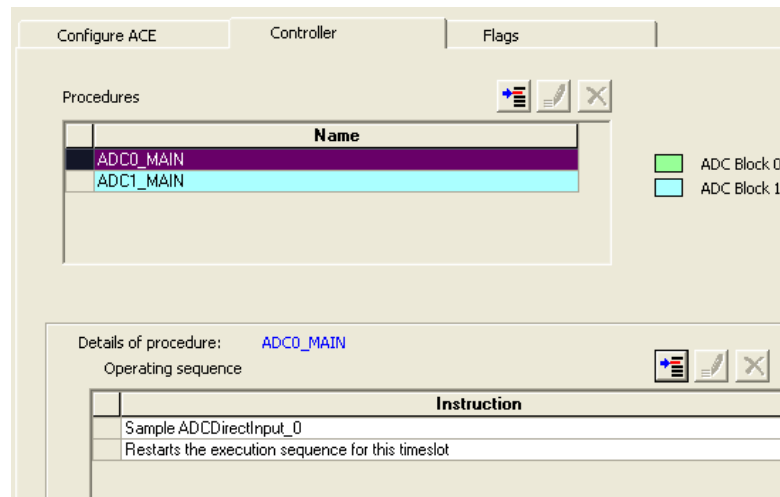 Configure ACE
Controller
Flags
Procedures
Name
ADC0_MAIN
ADC1_MAIN
ADC Block 0
ADC Block 1
Details of procedure: ADC0_MAIN
Operating sequence
Instruction
Sample ADCDirectInput_0
Restarts the execution sequence for this timeslot